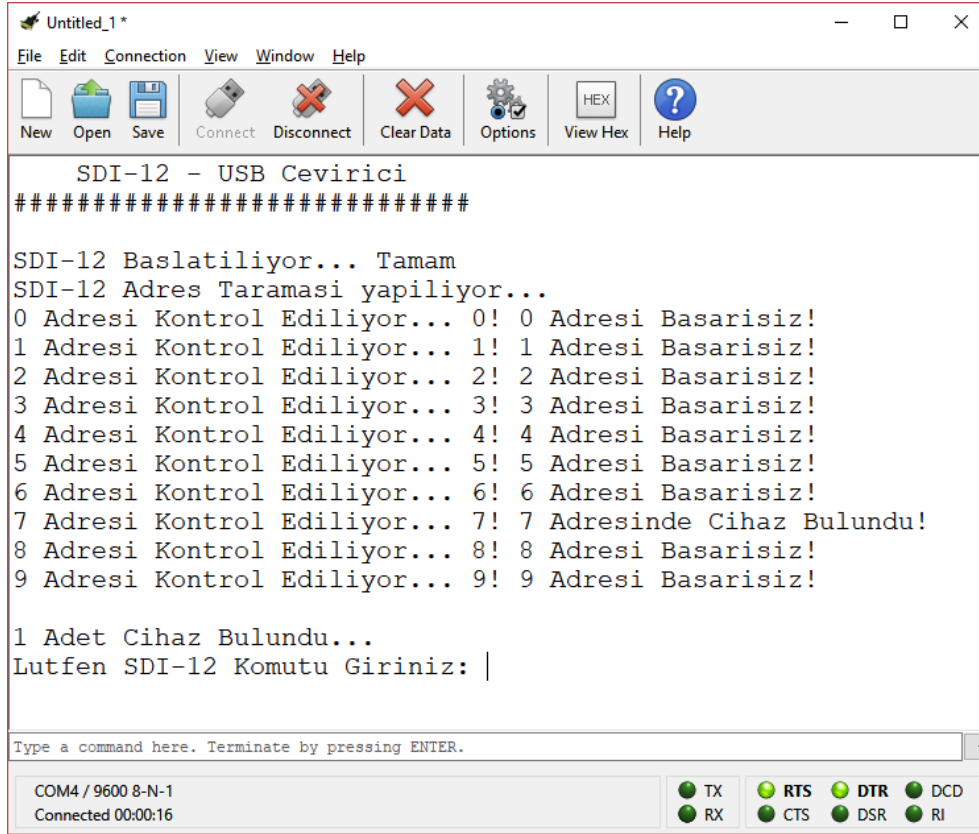 Untitled_1 *
File Edit Connection View Window Help
New Open Save Connect Disconnect Clear Data Options HEX View Hex ? Help
SDI-12 - USB Cevirici
#############################
SDI-12 Baslatiliyor... Tamam
SDI-12 Adres Taramasi yapiliyor...
0 Adresi Kontrol Ediliyor... 0! 0 Adresi Basarisiz!
1 Adresi Kontrol Ediliyor... 1! 1 Adresi Basarisiz!
2 Adresi Kontrol Ediliyor... 2! 2 Adresi Basarisiz!
3 Adresi Kontrol Ediliyor... 3! 3 Adresi Basarisiz!
4 Adresi Kontrol Ediliyor... 4! 4 Adresi Basarisiz!
5 Adresi Kontrol Ediliyor... 5! 5 Adresi Basarisiz!
6 Adresi Kontrol Ediliyor... 6! 6 Adresi Basarisiz!
7 Adresi Kontrol Ediliyor... 7! 7 Adresinde Cihaz Bulundu!
8 Adresi Kontrol Ediliyor... 8! 8 Adresi Basarisiz!
9 Adresi Kontrol Ediliyor... 9! 9 Adresi Basarisiz!
1 Adet Cihaz Bulundu...
Lutfen SDI-12 Komutu Giriniz:
Type a command here. Terminate by pressing ENTER.
COM4 / 9600 8-N-1 TX RTS DTR DCD
Connected 00:00:16 RX CTS DSR RI